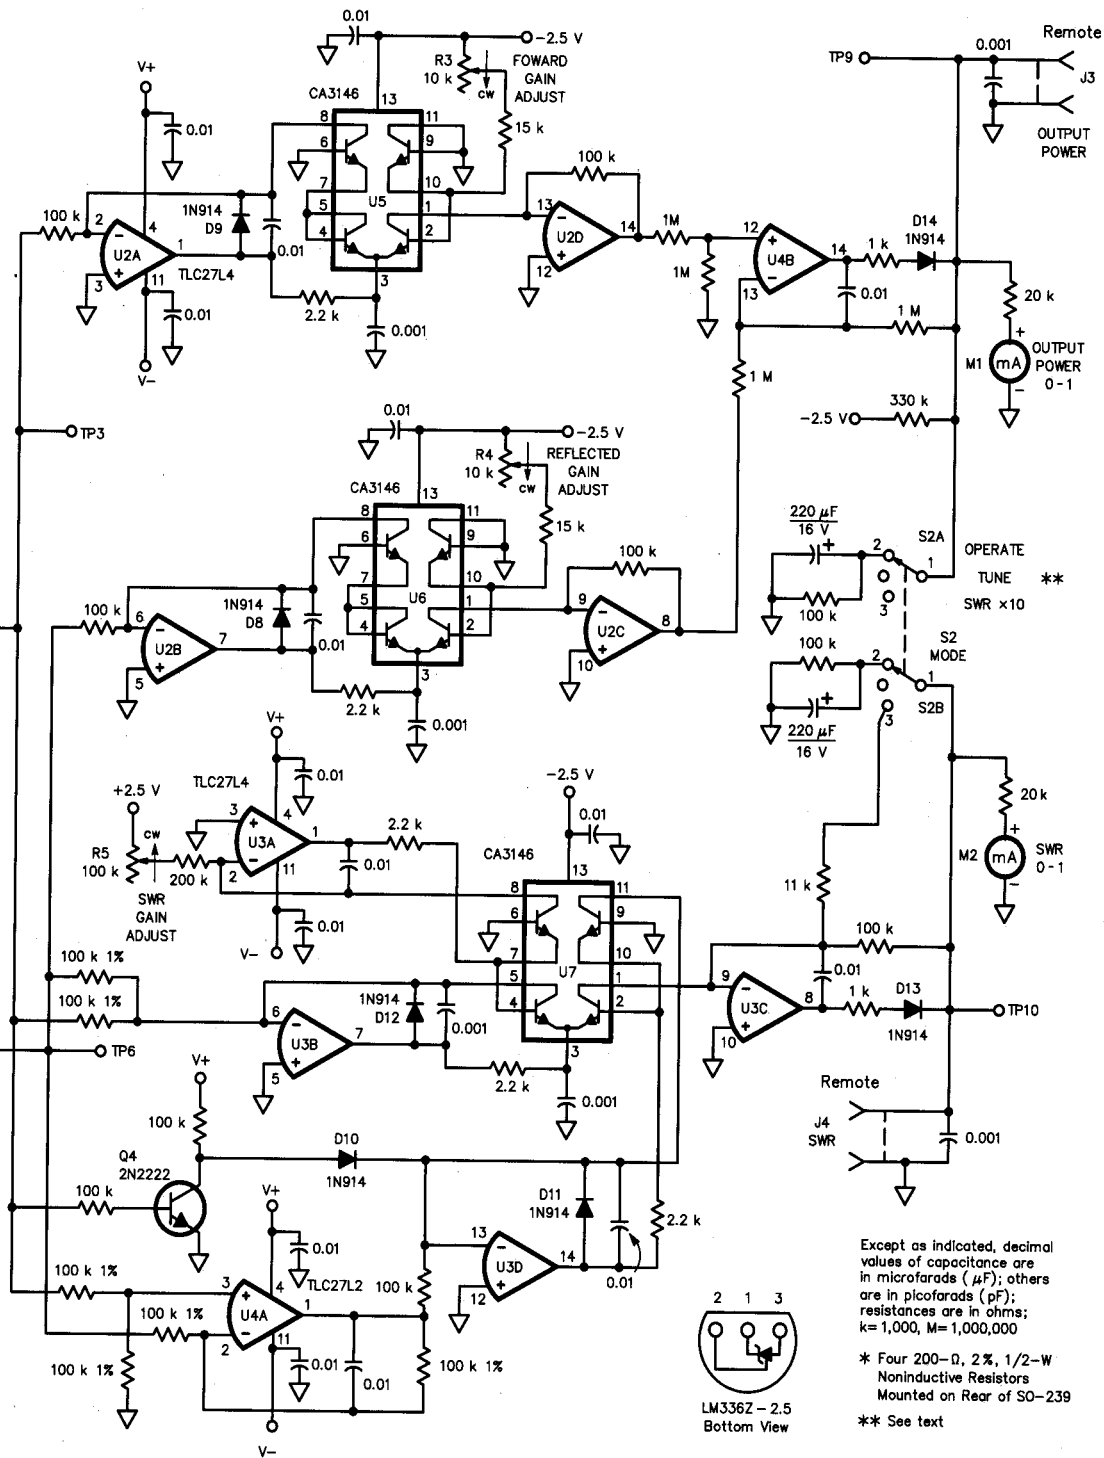 0.01
-2.5 V
R3
10 k
CW
FOWARD
GAIN
ADJUST
0.001
Remote
TP9
J3
OUTPUT
POWER
V+
0.01
CA3146
13
8
11
6
9
15 k
7
10
U5
5
1
4
2
3
100 k
2
4
U2A
1
3
11
TLC27L4
1N914
D9
0.01
0.01
V-
2.2 k
0.001
100 k
13
U2D
14
12
1M
1M
12
U4B
14
13
1 k
D14
1N914
0.01
1 M
1 M
20 k
+
M1
mA
-
OUTPUT
POWER
0-1
330 k
-2.5 V
TP3
0.01
-2.5 V
R4
10 k
CW
REFLECTED
GAIN
ADJUST
CA3146
13
8
11
6
9
15 k
7
10
U6
5
1
4
2
3
100 k
6
U2B
7
5
1N914
D8
0.01
2.2 k
0.001
100 k
9
U2C
8
10
220 µF
16 V
+
100 k
2
3
1
S2A
OPERATE
TUNE **
SWR ×10
S2
MODE
100 k
220 µF
16 V
+
2
3
1
S2B
V+
0.01
TLC27L4
+2.5 V
CW
R5
100 k
200 k
SWR
GAIN
ADJUST
3
4
U3A
1
2
11
0.01
V-
0.01
2.2 k
-2.5 V
0.01
CA3146
13
8
11
6
9
7
10
U7
5
1
4
2
3
20 k
+
M2
mA
-
SWR
0-1
11 k
100 k
0.01
9
U3C
8
10
1 k
D13
1N914
TP10
100 k 1%
100 k 1%
6
U3B
7
5
1N914
D12
0.001
2.2 k
0.001
TP6
Remote
J4
SWR
0.001
V+
100 k
Q4
2N2222
100 k
D10
1N914
D11
1N914
0.01
2.2 k
13
U3D
14
12
V+
0.01
TLC27L2
100 k 1%
100 k 1%
100 k 1%
3
4
U4A
1
2
11
0.01
V-
0.01
100 k
100 k 1%
2 1 3
LM336Z-2.5
Bottom View
Except as indicated, decimal
values of capacitance are
in microfarads ( µF); others
are in picofarads ( pF);
resistances are in ohms;
k=1,000, M=1,000,000
* Four 200-Ω, 2%, 1/2-W
Noninductive Resistors
Mounted on Rear of SO-239
** See text